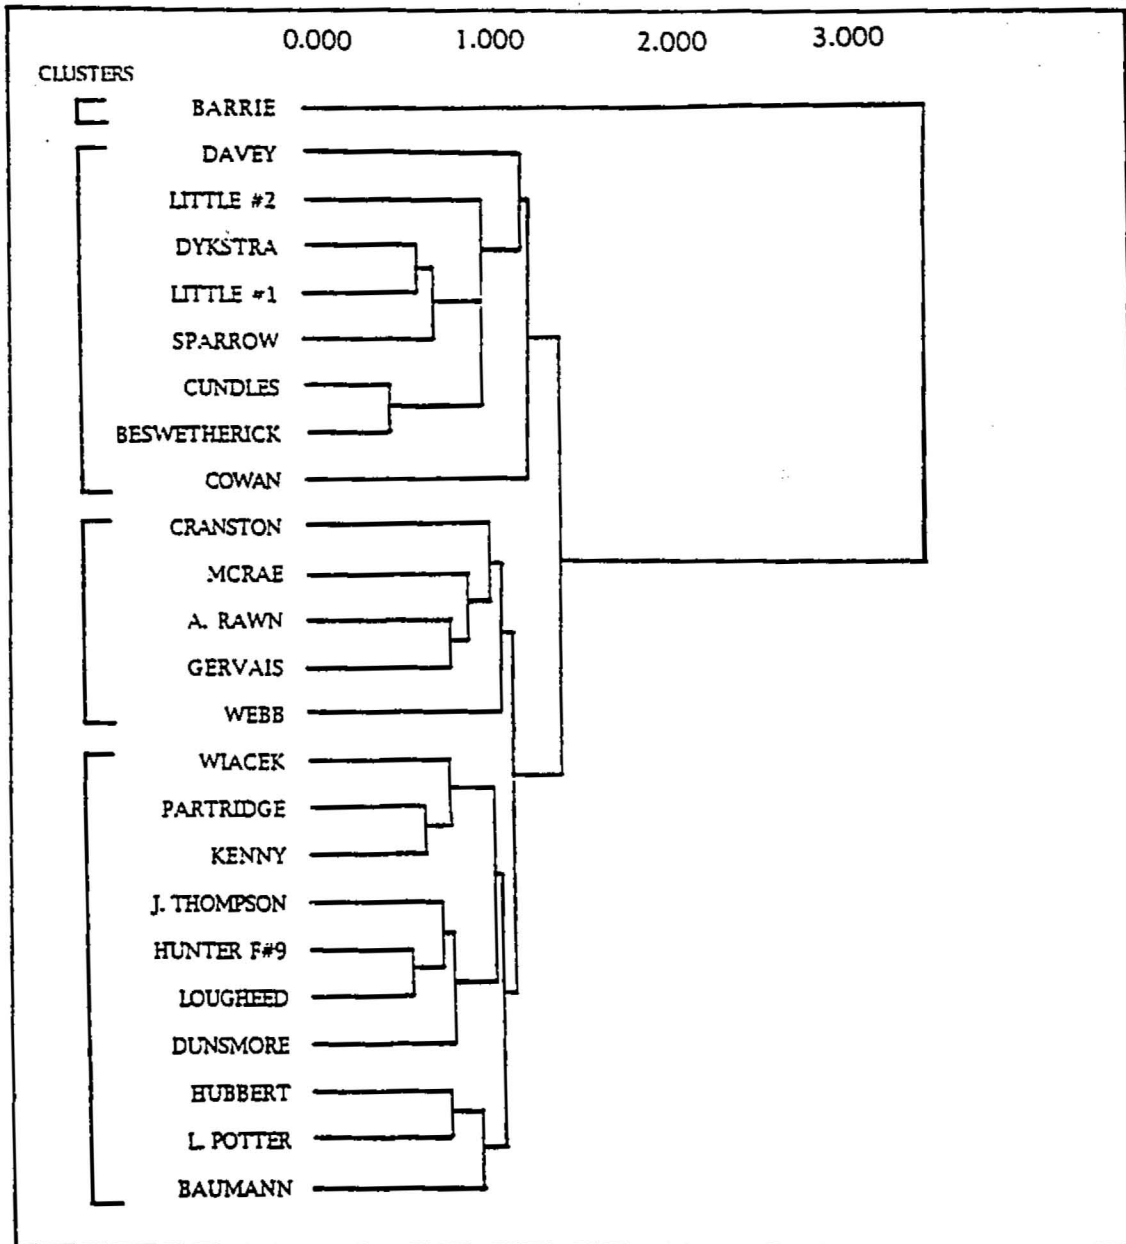 0.000 1.000 2.000 3.000
CLUSTERS
BARRIE
DAVEY
LITTLE #2
DYKSTRA
LITTLE #1
SPARROW
CUNDLES
BESWETHERICK
COWAN
CRANSTON
MCRAE
A. RAWN
GERVAIS
WEBB
WIACEK
PARTRIDGE
KENNY
J. THOMPSON
HUNTER F#9
LOUGHEED
DUNSMORE
HUBBERT
L. POTTER
BAUMANN